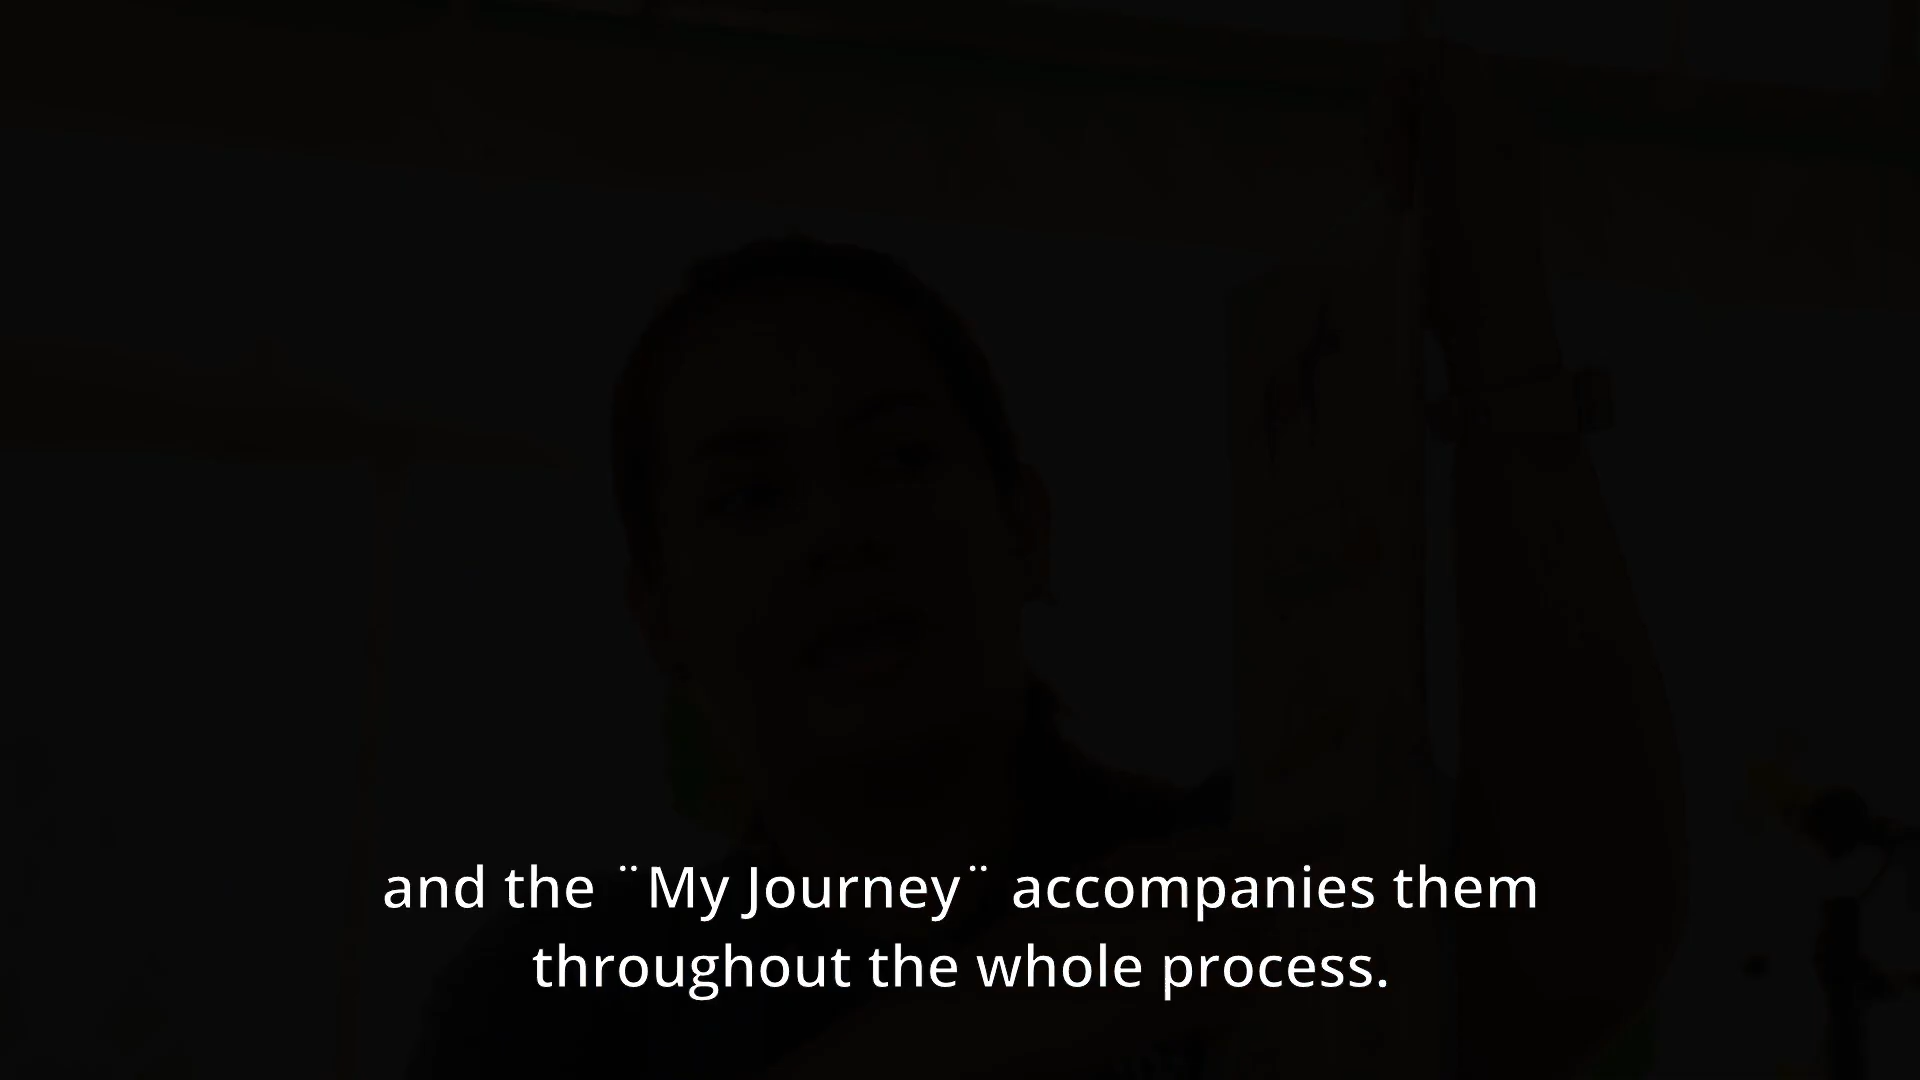 and the ¨My Journey¨ accompanies them
throughout the whole process.